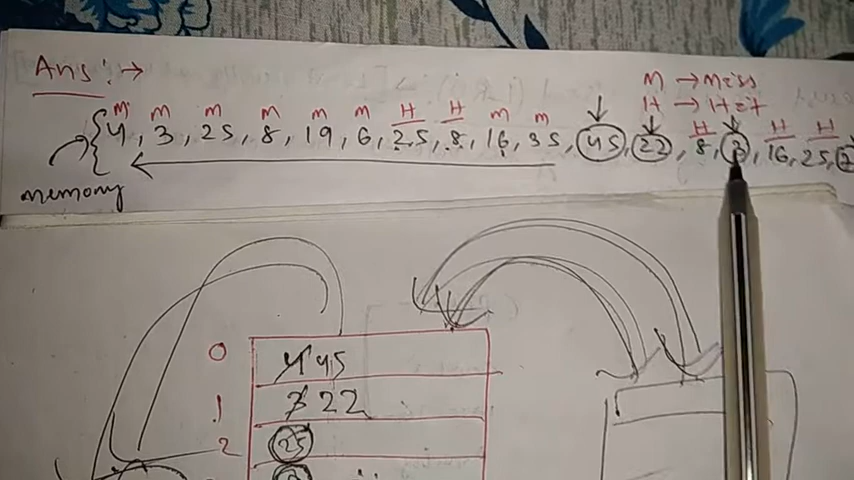 Ans:→
M → Miss
H → Hit
M M M M M M H H M M H H H
{4, 3, 25, 8, 19, 6, 25, 8, 16, 35, 45, 22, 8, 3, 16, 25,
memory
0 4 45
1 3 22
2 25